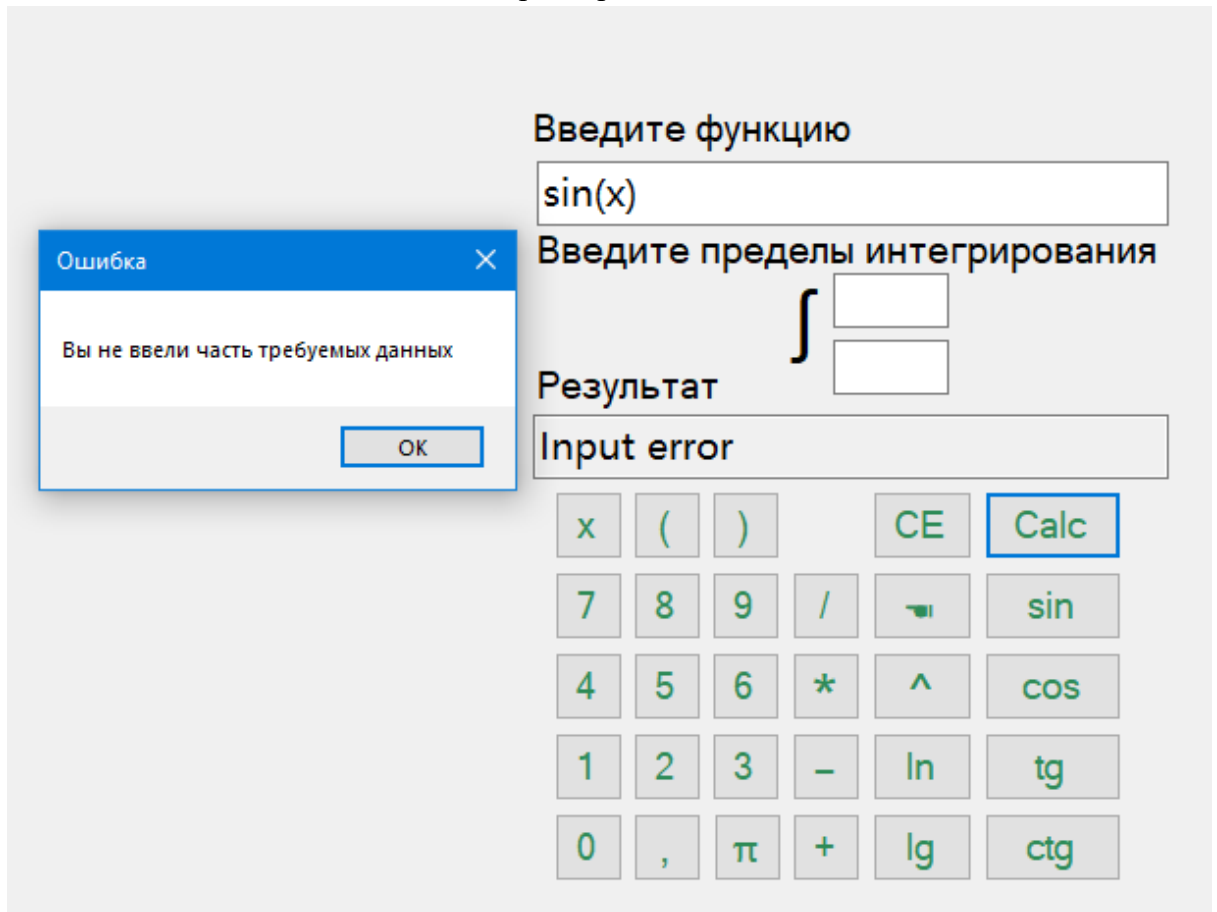 Введите функцию
sin(x)
Введите пределы интегрирования
∫
Результат
Input error
Ошибка
Вы не ввели часть требуемых данных
OK
x ( ) CE Calc
7 8 9 / ☚ sin
4 5 6 * ^ cos
1 2 3 – ln tg
0 , π + lg ctg